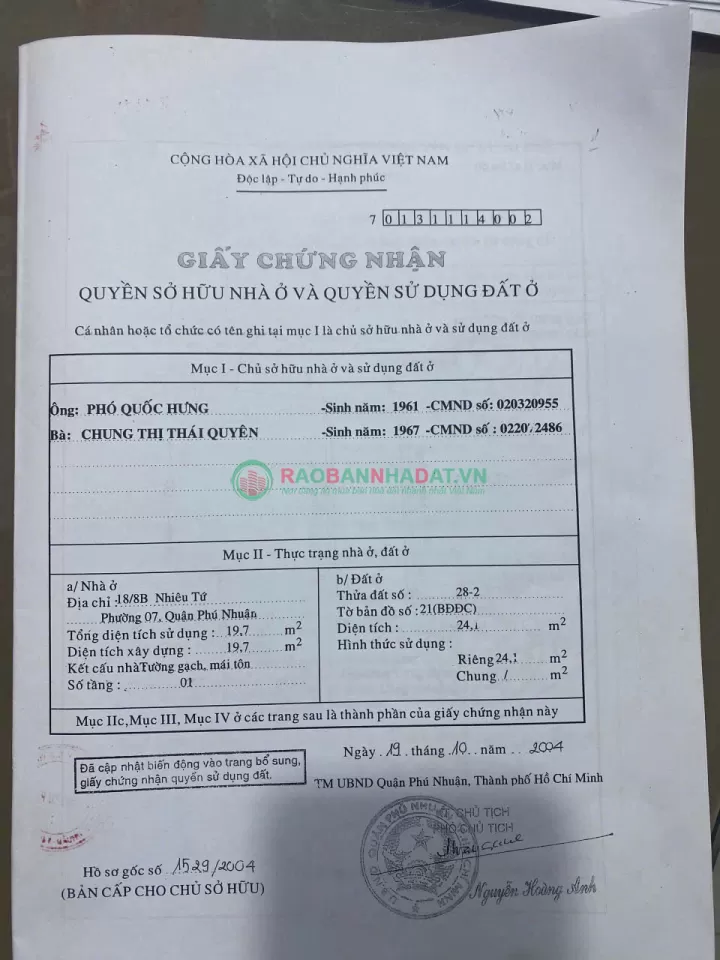 CỘNG HÒA XÃ HỘI CHỦ NGHĨA VIỆT NAM
Độc lập - Tự do - Hạnh phúc
7 0131114002
GIẤY CHỨNG NHẬN
QUYỀN SỞ HỮU NHÀ Ở VÀ QUYỀN SỬ DỤNG ĐẤT Ở
Cá nhân hoặc tổ chức có tên ghi tại mục I là chủ sở hữu nhà ở và sử dụng đất ở
Mục I - Chủ sở hữu nhà ở và sử dụng đất ở
Ông: PHÓ QUỐC HƯNG -Sinh năm: 1961 -CMND số: 020320955
Bà: CHUNG THỊ THÁI QUYÊN -Sinh năm: 1967 -CMND số :
RAOBANNHADAT.VN
Mục II - Thực trạng nhà ở, đất ở
a/ Nhà ở
Địa chỉ :18/8B Nhiêu Tứ
Phường 07, Quận Phú Nhuận
Tổng diện tích sử dụng : 19,7 m²
Diện tích xây dựng : 19,7 m²
Kết cấu nhà Tường gạch, mái tôn
Số tầng : 01
b/ Đất ở
Thửa đất số : 28-2
Tờ bản đồ số : 21(BĐĐC)
Diện tích : 24,1 m²
Hình thức sử dụng :
Riêng 24,1 m²
Chung / m²
Mục IIc, Mục III, Mục IV ở các trang sau là thành phần của giấy chứng nhận này
Đã cập nhật biến động vào trang bổ sung,
giấy chứng nhận quyền sử dụng đất.
Ngày 19 tháng 10 năm 2004
TM UBND Quận Phú Nhuận, Thành phố Hồ Chí Minh
KT. CHỦ TỊCH
PHÓ CHỦ TỊCH
Nguyễn Hoàng Anh
Hồ sơ gốc số 1529/2004
(BẢN CẤP CHO CHỦ SỞ HỮU)